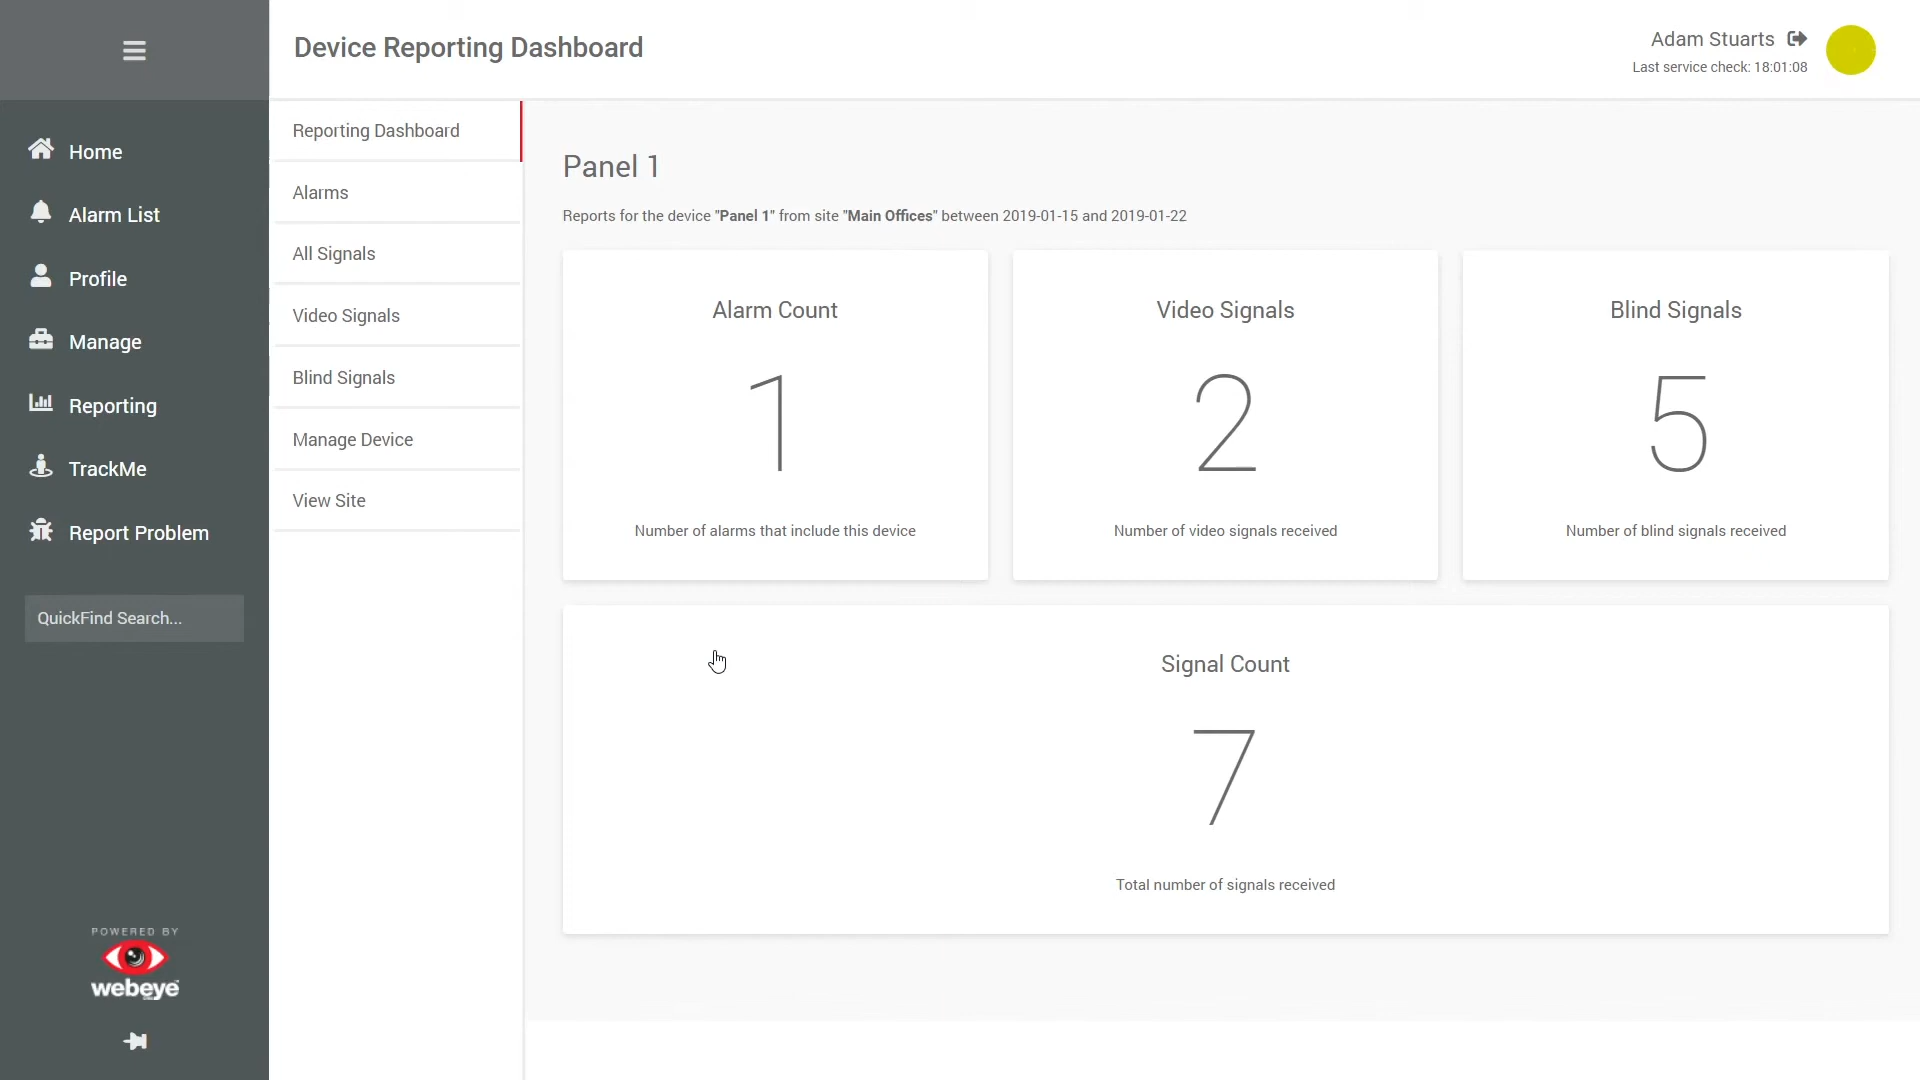 Device Reporting Dashboard
Adam Stuarts
Last service check: 18:01:08
Home
Alarm List
Profile
Manage
Reporting
TrackMe
Report Problem
QuickFind Search...
POWERED BY
webeye
Reporting Dashboard
Alarms
All Signals
Video Signals
Blind Signals
Manage Device
View Site
Panel 1
Reports for the device "Panel 1" from site "Main Offices" between 2019-01-15 and 2019-01-22
Alarm Count
1
Number of alarms that include this device
Video Signals
2
Number of video signals received
Blind Signals
5
Number of blind signals received
Signal Count
7
Total number of signals received